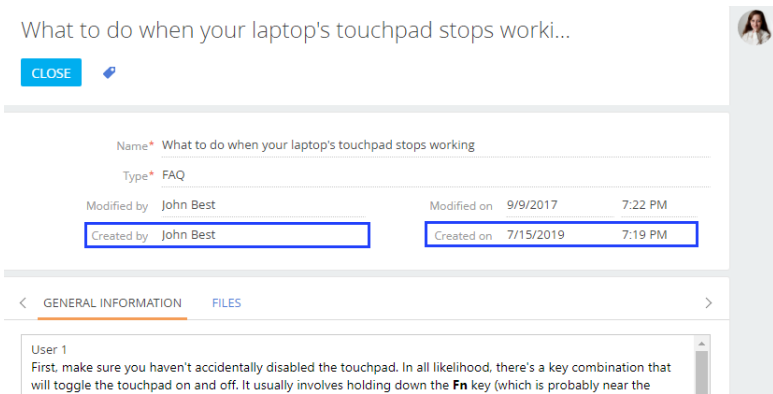 What to do when your laptop's touchpad stops worki...
CLOSE
Name* What to do when your laptop's touchpad stops working
Type* FAQ
Modified by John Best Modified on 9/9/2017 7:22 PM
Created by John Best Created on 7/15/2019 7:19 PM
GENERAL INFORMATION FILES
User 1
First, make sure you haven't accidentally disabled the touchpad. In all likelihood, there's a key combination that
will toggle the touchpad on and off. It usually involves holding down the Fn key (which is probably near the